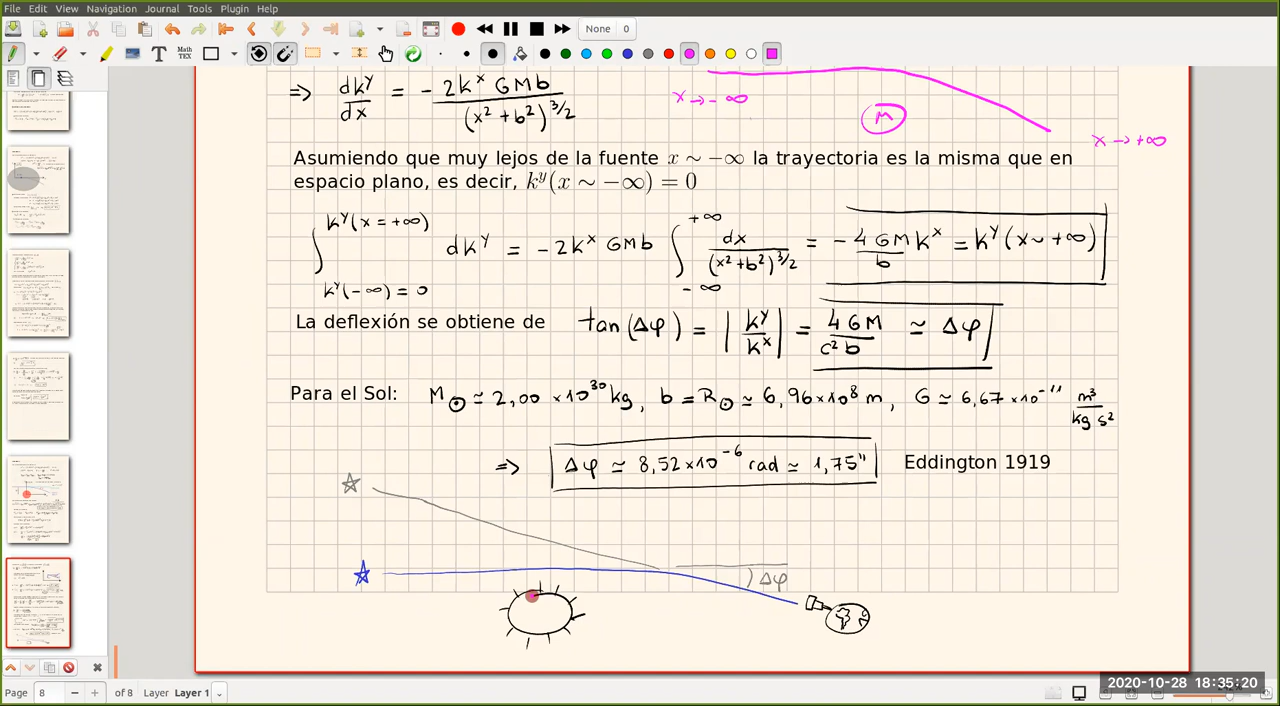 File Edit View Navigation Journal Tools Plugin Help
None 0
T Math TEX
⇒ dk^y/dx = - 2k^x GMb / (x² + b²)^3/2
x → -∞
M
x → +∞
Asumiendo que muy lejos de la fuente x ∼ −∞ la trayectoria es la misma que en
espacio plano, es decir, k^y(x ∼ −∞) = 0
∫_{k^y(-∞) = 0}^{k^y(x = +∞)} dk^y = -2k^x GMb ∫_{-∞}^{+∞} dx / (x² + b²)^3/2 = - 4GMk^x / b = k^y(x ∼ +∞)
La deflexión se obtiene de tan(Δφ) = |k^y / k^x| = 4GM / c²b ≃ Δφ
Para el Sol: M☉ ≃ 2,00 × 10^30 kg, b = R☉ ≃ 6,96 × 10^8 m, G ≃ 6,67 × 10^-11 m³ / kg s²
⇒ Δφ ≃ 8,52 × 10^-6 rad ≃ 1,75" Eddington 1919
Δφ
Page 8 of 8 Layer Layer 1
2020-10-28 18:35:20